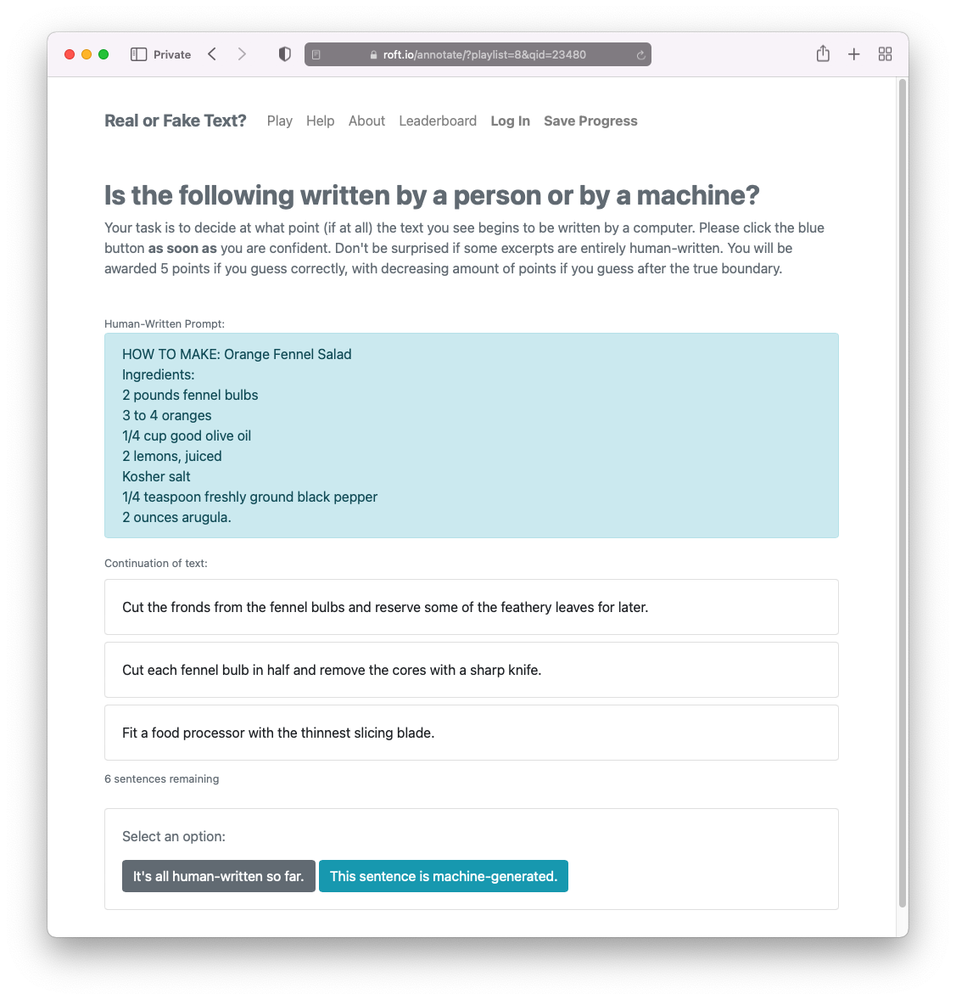 Private
roft.io/annotate/?playlist=8&qid=23480
Real or Fake Text? Play Help About Leaderboard Log In Save Progress
Is the following written by a person or by a machine?
Your task is to decide at what point (if at all) the text you see begins to be written by a computer. Please click the blue
button as soon as you are confident. Don't be surprised if some excerpts are entirely human-written. You will be
awarded 5 points if you guess correctly, with decreasing amount of points if you guess after the true boundary.
Human-Written Prompt:
HOW TO MAKE: Orange Fennel Salad
Ingredients:
2 pounds fennel bulbs
3 to 4 oranges
1/4 cup good olive oil
2 lemons, juiced
Kosher salt
1/4 teaspoon freshly ground black pepper
2 ounces arugula.
Continuation of text:
Cut the fronds from the fennel bulbs and reserve some of the feathery leaves for later.
Cut each fennel bulb in half and remove the cores with a sharp knife.
Fit a food processor with the thinnest slicing blade.
6 sentences remaining
Select an option:
It's all human-written so far. This sentence is machine-generated.